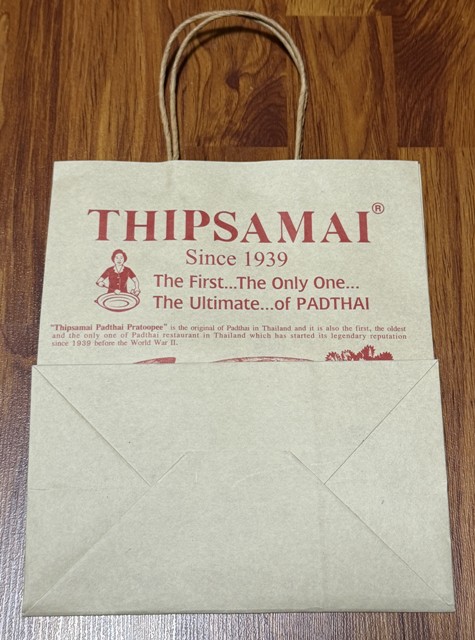 THIPSAMAI®
Since 1939
The First...The Only One...
The Ultimate...of PADTHAI
"Thipsamai Padthai Pratoopee" is the original of Padthai in Thailand and it is also the first, the oldest
and the only one of Padthai restaurant in Thailand which has started its legendary reputation
since 1939 before the World War II.